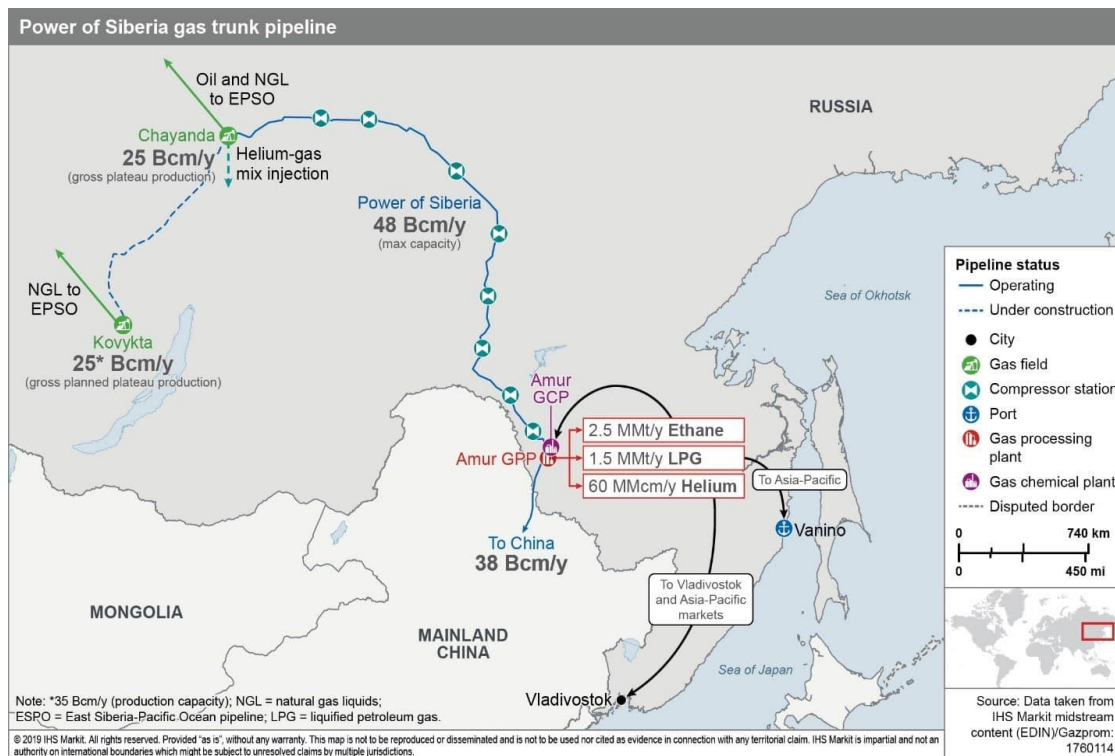 Power of Siberia gas trunk pipeline
Oil and NGL
to EPSO
Chayanda
25 Bcm/y
(gross plateau production)
Helium-gas
mix injection
RUSSIA
Power of Siberia
48 Bcm/y
(max capacity)
NGL to
EPSO
Kovykta
25* Bcm/y
(gross planned plateau production)
Sea of Okhotsk
Amur
GCP
Amur GPP
2.5 MMt/y Ethane
1.5 MMt/y LPG
60 MMcm/y Helium
To Asia-Pacific
Vanino
To China
38 Bcm/y
To Vladivostok
and Asia-Pacific
markets
MONGOLIA
MAINLAND
CHINA
Sea of Japan
Vladivostok
Pipeline status
Operating
Under construction
City
Gas field
Compressor station
Port
Gas processing
plant
Gas chemical plant
Disputed border
0 740 km
0 450 mi
Note: *35 Bcm/y (production capacity); NGL = natural gas liquids;
ESPO = East Siberia-Pacific Ocean pipeline; LPG = liquified petroleum gas.
Source: Data taken from
IHS Markit midstream
content (EDIN)/Gazprom:
1760114
© 2019 IHS Markit. All rights reserved. Provided "as is", without any warranty. This map is not to be reproduced or disseminated and is not to be used nor cited as evidence in connection with any territorial claim. IHS Markit is impartial and not an
authority on international boundaries which might be subject to unresolved claims by multiple jurisdictions.